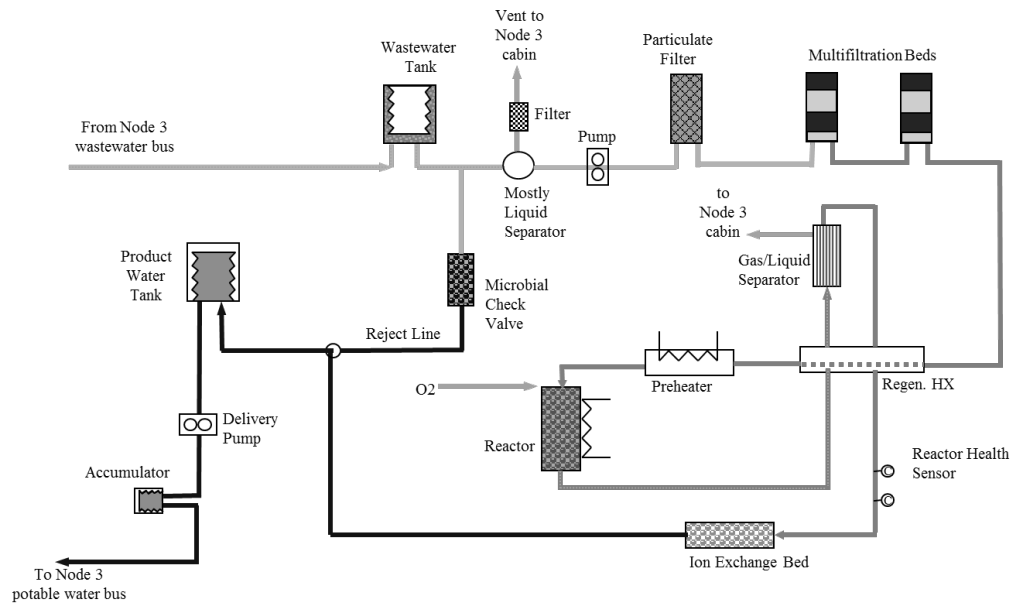 Vent to
Node 3
cabin
Wastewater
Tank
Particulate
Filter
Multifiltration Beds
Filter
From Node 3
wastewater bus
Pump
Mostly
Liquid
Separator
to
Node 3
cabin
Product
Water
Tank
Gas/Liquid
Separator
Microbial
Check
Valve
Reject Line
Preheater
Regen. HX
O2
Delivery
Pump
Reactor
Reactor Health
Sensor
Accumulator
Ion Exchange Bed
To Node 3
potable water bus